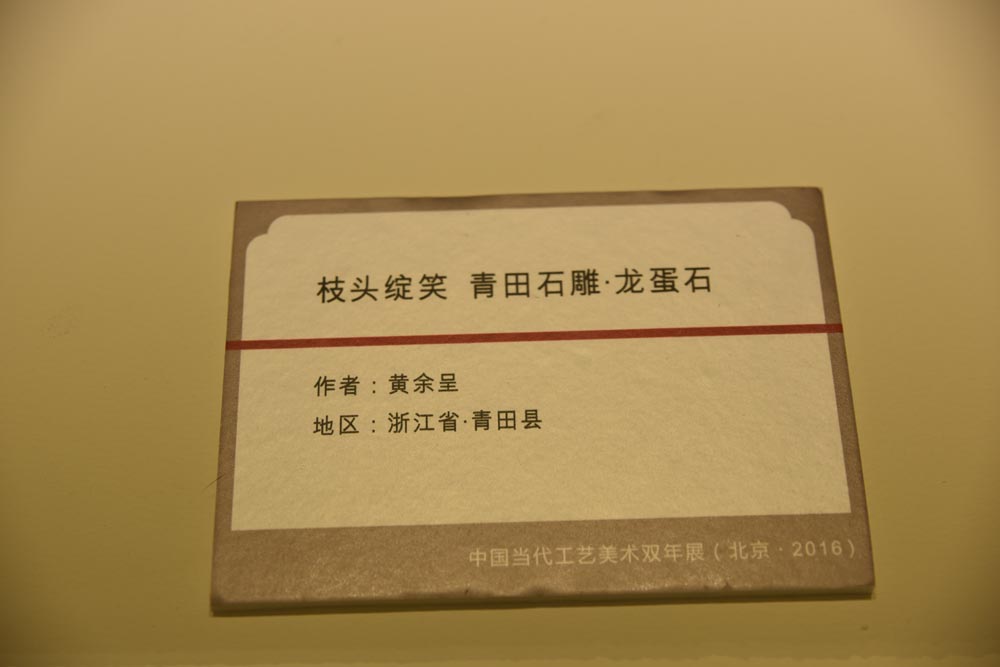 枝头绽笑 青田石雕·龙蛋石
作者：黄余呈
地区：浙江省·青田县
中国当代工艺美术双年展（北京·2016）